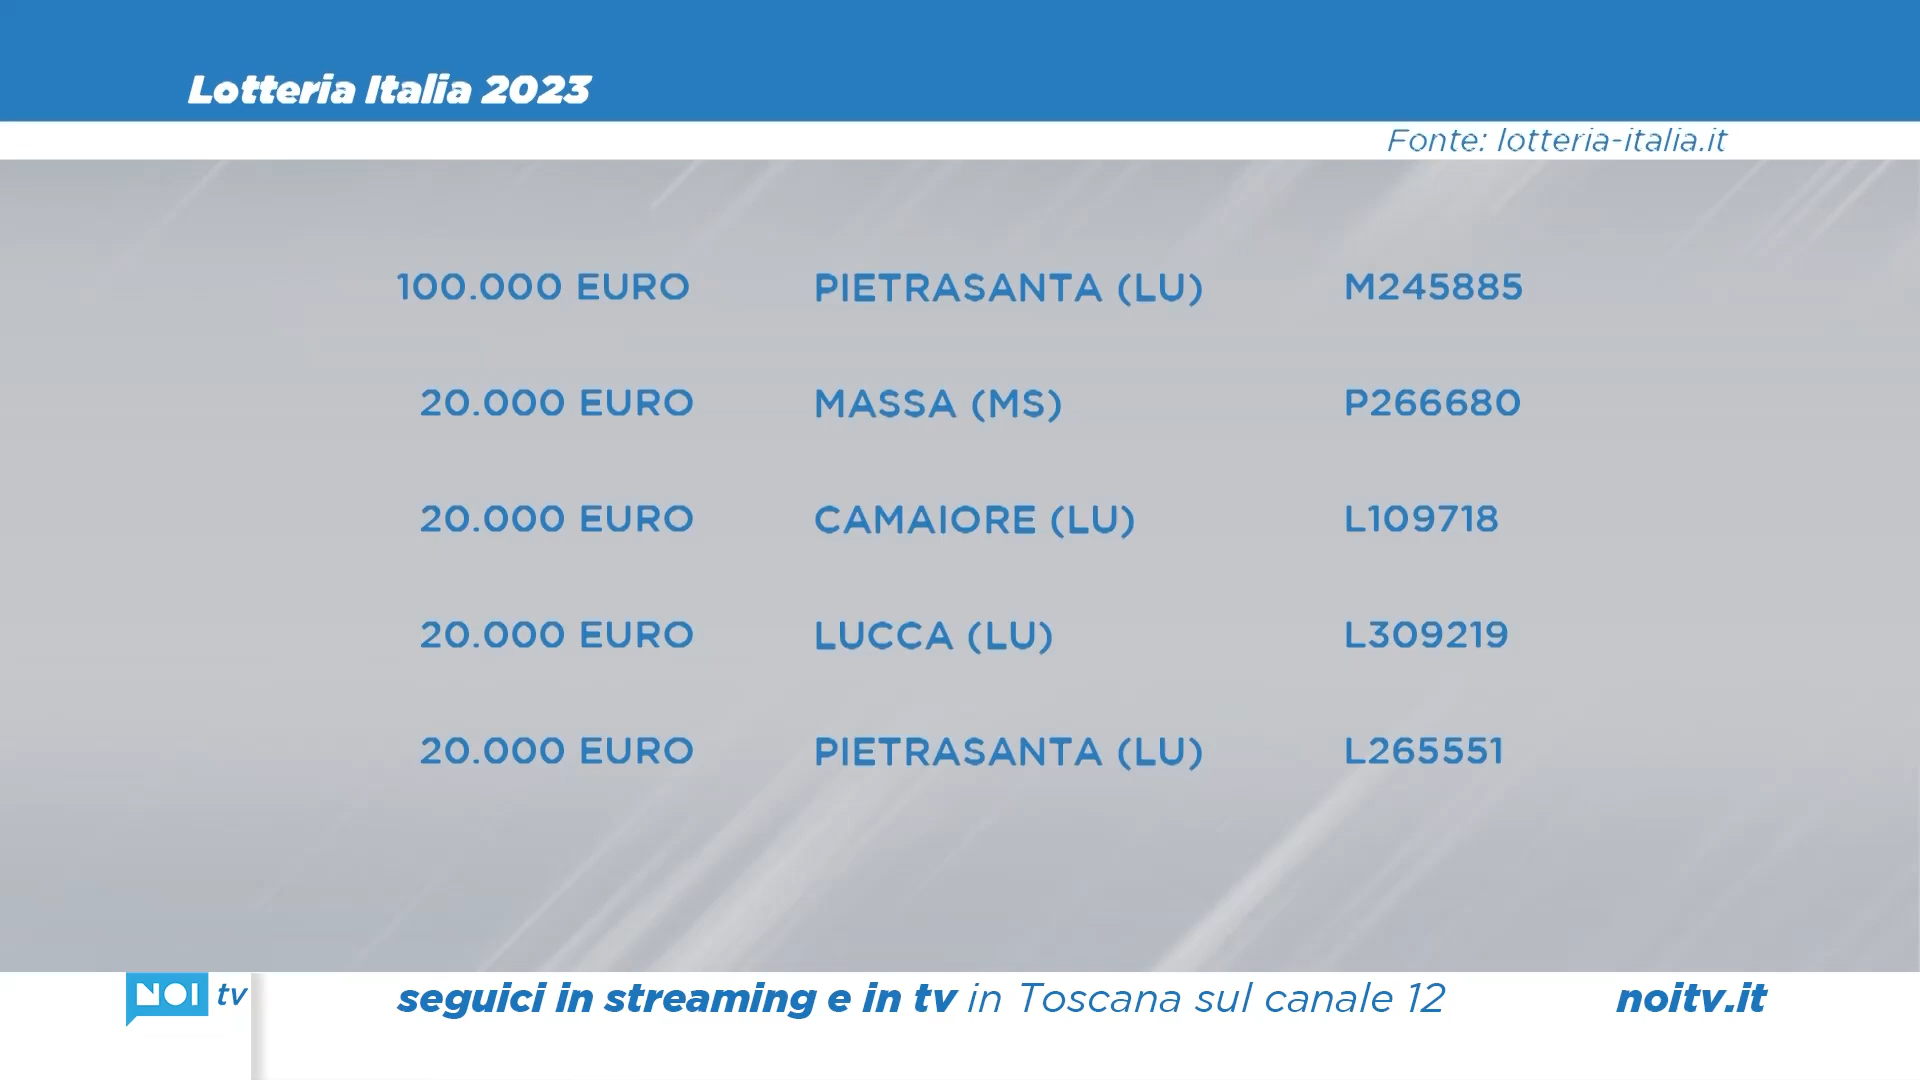 Lotteria Italia 2023
Fonte: lotteria-italia.it
100.000 EURO PIETRASANTA (LU) M245885
20.000 EURO MASSA (MS) P266680
20.000 EURO CAMAIORE (LU) L109718
20.000 EURO LUCCA (LU) L309219
20.000 EURO PIETRASANTA (LU) L265551
NOI tv seguici in streaming e in tv in Toscana sul canale 12 noitv.it